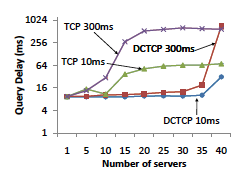 1024
256
64
16
4
1
Query Delay (ms)
TCP 300ms
TCP 10ms
DCTCP 300ms
DCTCP 10ms
1 5 10 15 20 25 30 35 40
Number of servers